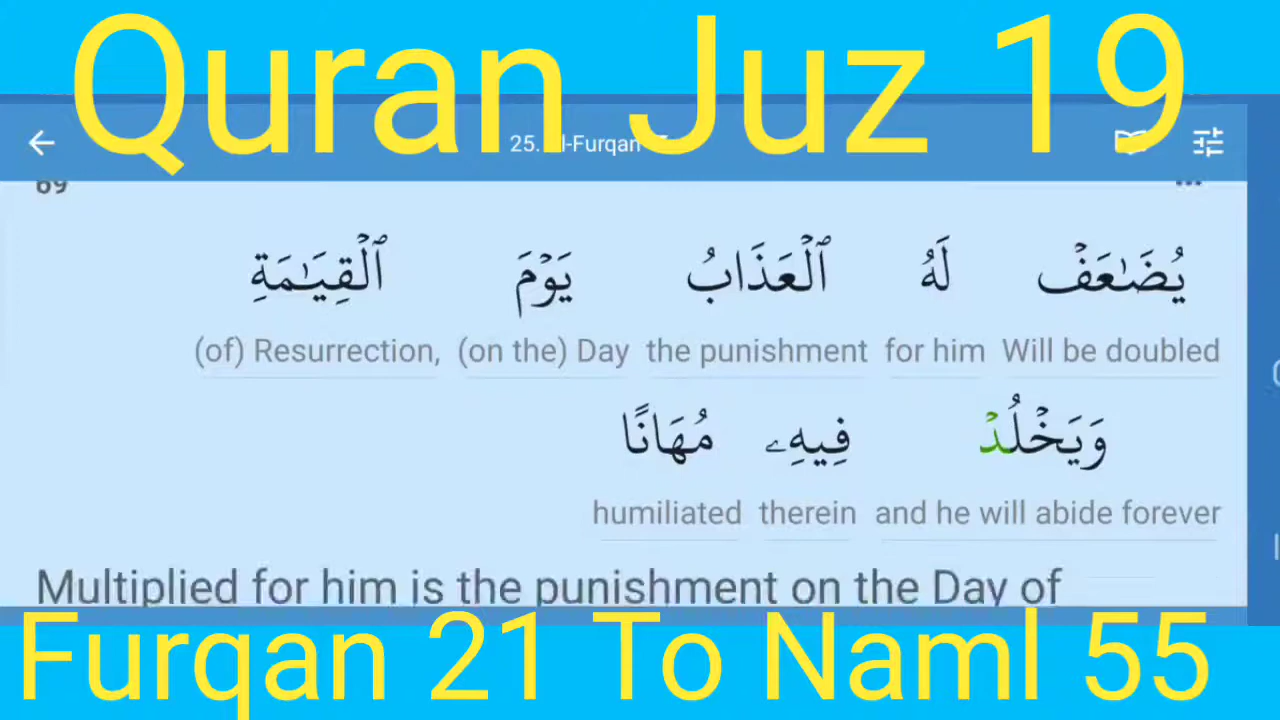 Quran Juz 19
25.
69
يُضَـٰعَفۡ لَهُ ٱلۡعَذَابُ يَوۡمَ ٱلۡقِيَـٰمَةِ
(of) Resurrection, (on the) Day the punishment for him Will be doubled
وَيَخۡلُدۡ فِيهِۦ مُهَانًا
humiliated therein and he will abide forever
Multiplied for him is the punishment on the Day of
Furqan 21 To Naml 55